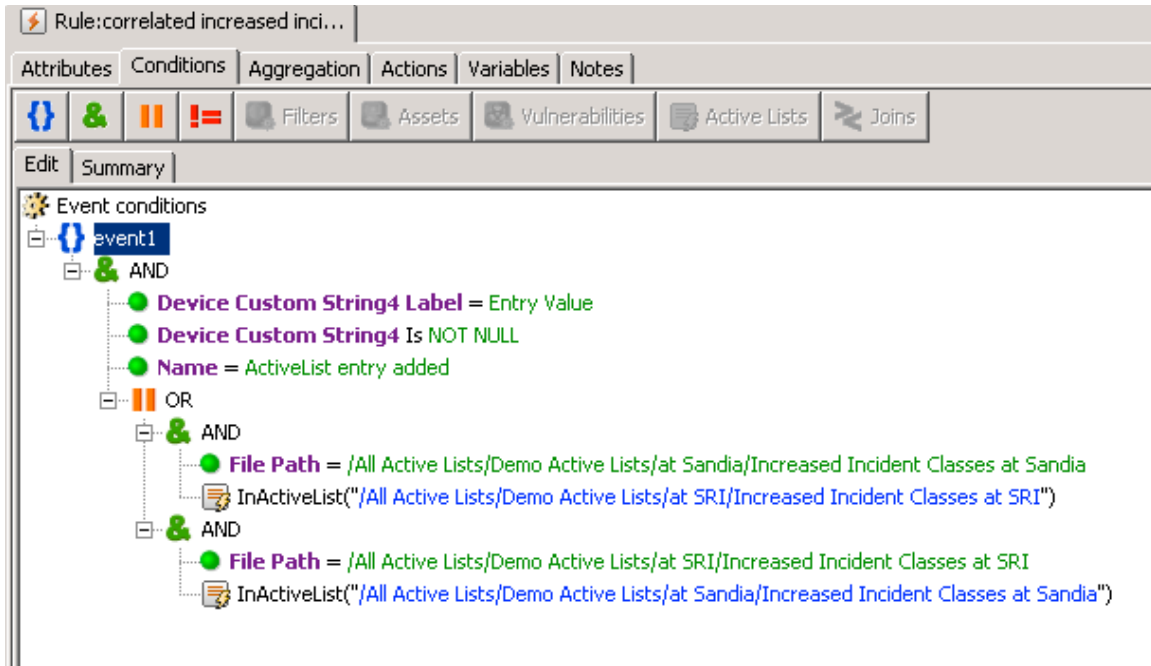 Rule:correlated increased inci...
Attributes Conditions Aggregation Actions Variables Notes
{} & || != Filters Assets Vulnerabilities Active Lists Joins
Edit Summary
Event conditions
{} event1
& AND
Device Custom String4 Label = Entry Value
Device Custom String4 Is NOT NULL
Name = ActiveList entry added
|| OR
& AND
File Path = /All Active Lists/Demo Active Lists/at Sandia/Increased Incident Classes at Sandia
InActiveList("/All Active Lists/Demo Active Lists/at SRI/Increased Incident Classes at SRI")
& AND
File Path = /All Active Lists/Demo Active Lists/at SRI/Increased Incident Classes at SRI
InActiveList("/All Active Lists/Demo Active Lists/at Sandia/Increased Incident Classes at Sandia")